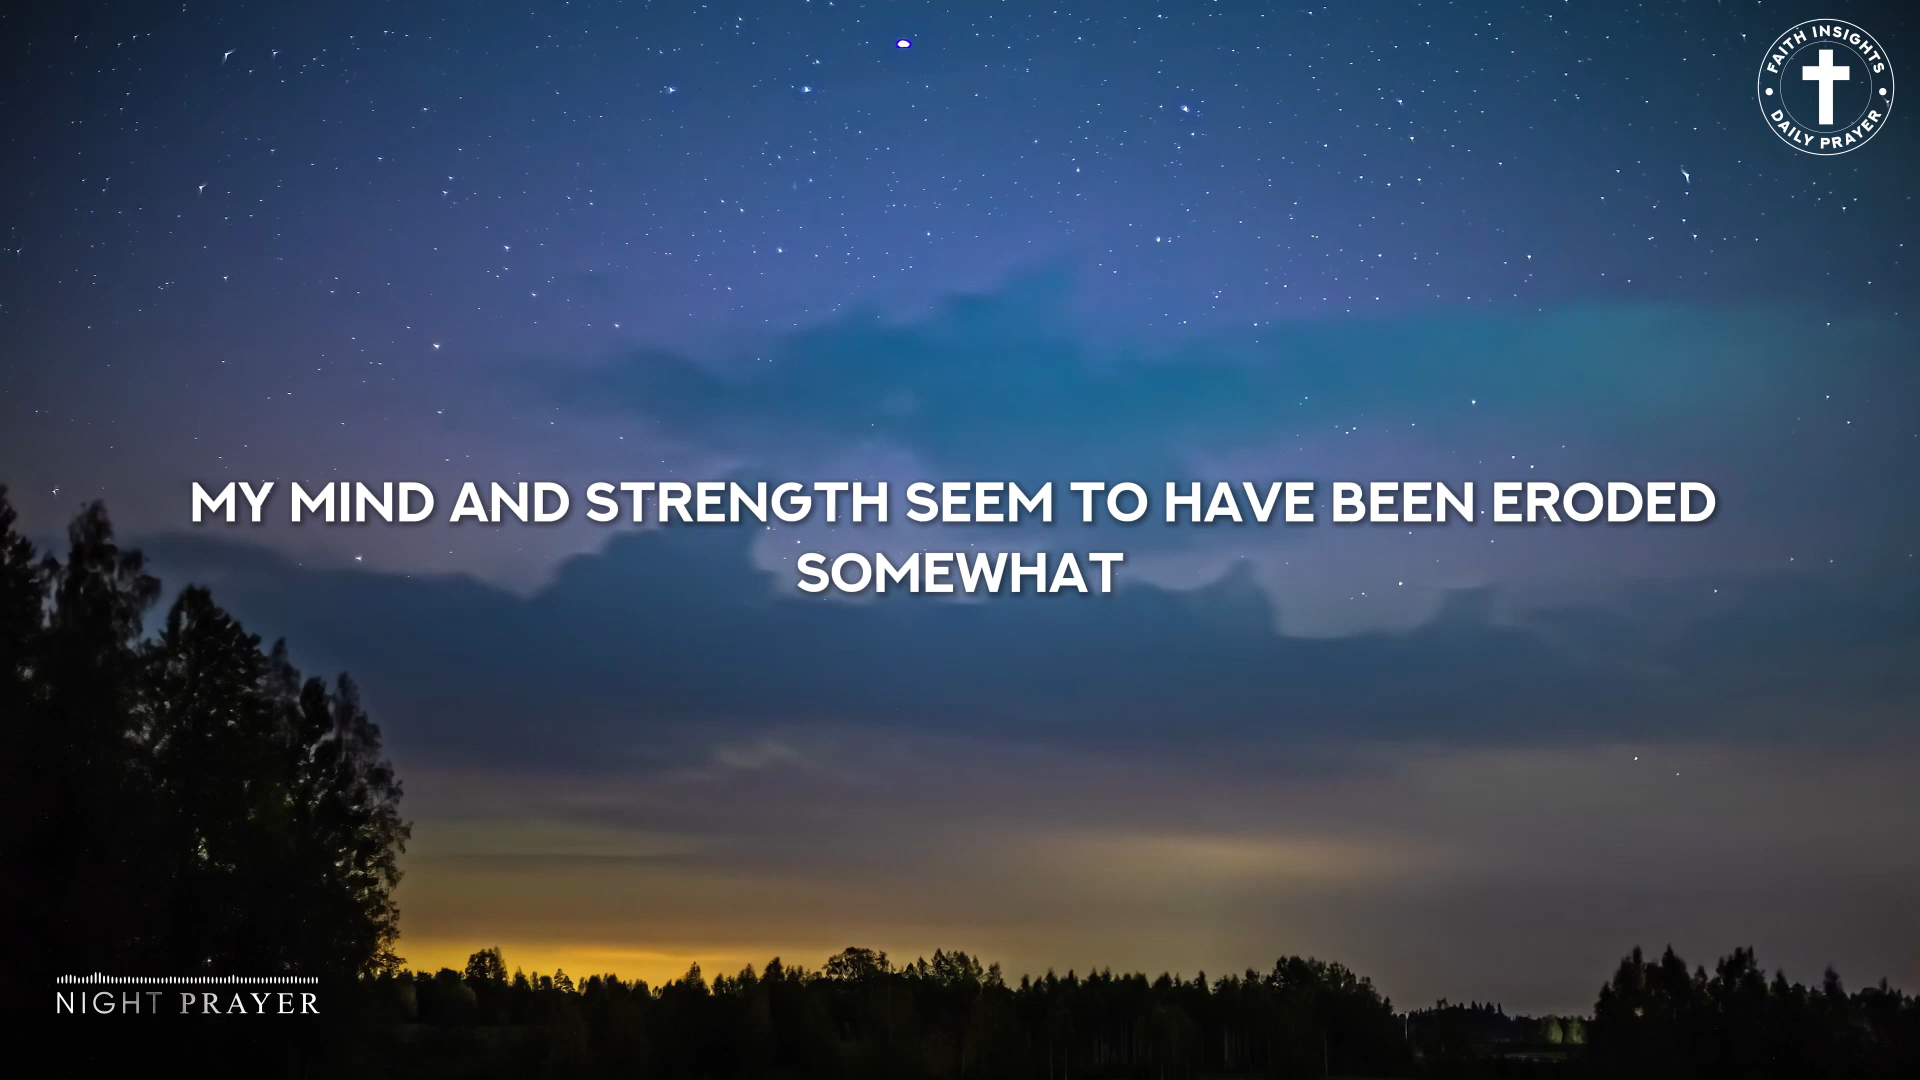 FAITH INSIGHTS
DAILY PRAYER
MY MIND AND STRENGTH SEEM TO HAVE BEEN ERODED
SOMEWHAT
NIGHT PRAYER